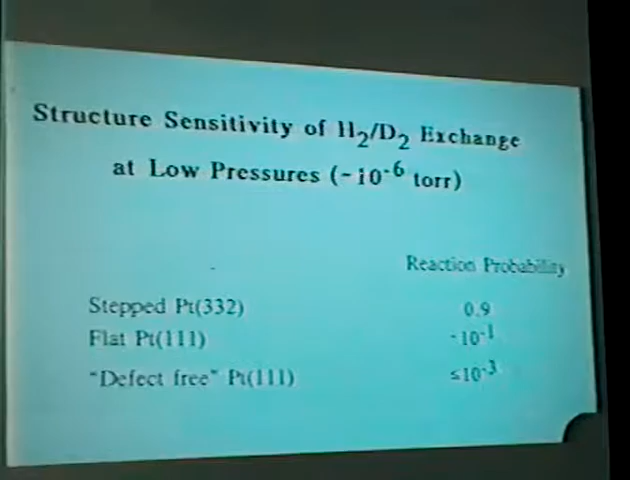 Structure Sensitivity of H₂/D₂ Exchange
at Low Pressures (~10⁻⁶ torr)
Reaction Probability
Stepped Pt(332) 0.9
Flat Pt(111) ~10⁻¹
"Defect free" Pt(111) ≤10⁻³